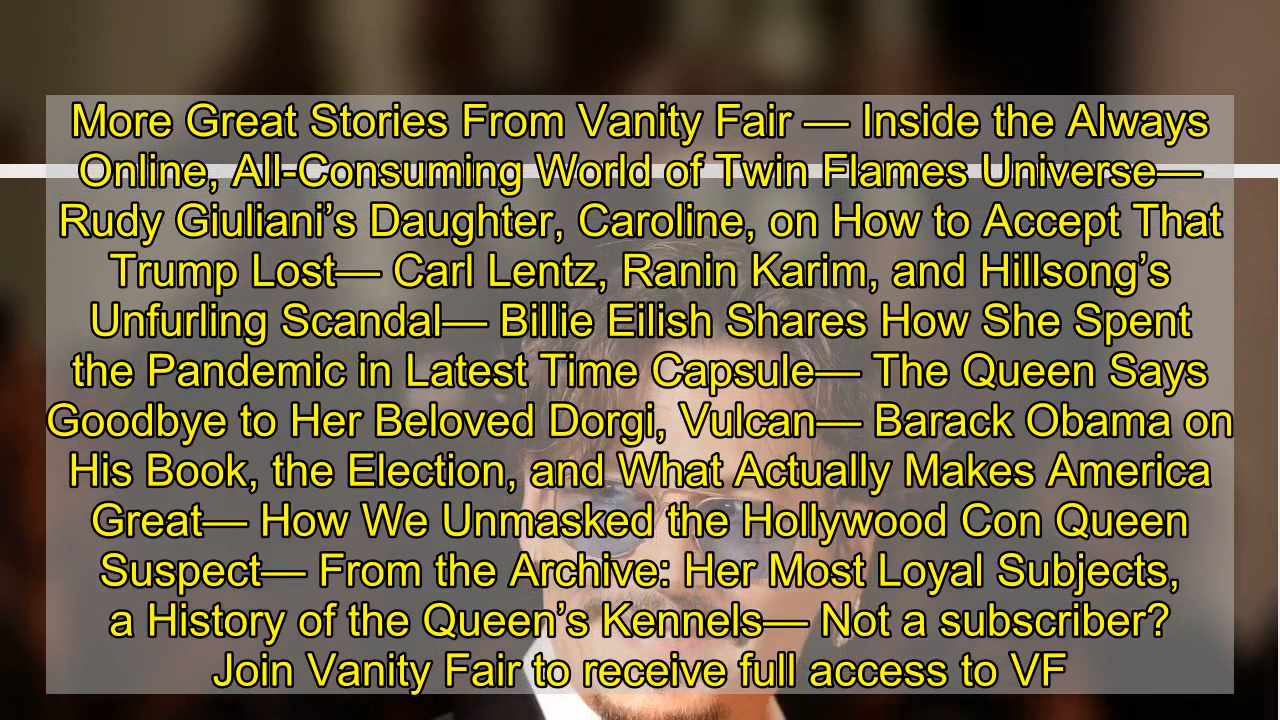 More Great Stories From Vanity Fair — Inside the Always
Online, All-Consuming World of Twin Flames Universe—
Rudy Giuliani’s Daughter, Caroline, on How to Accept That
Trump Lost— Carl Lentz, Ranin Karim, and Hillsong’s
Unfurling Scandal— Billie Eilish Shares How She Spent
the Pandemic in Latest Time Capsule— The Queen Says
Goodbye to Her Beloved Dorgi, Vulcan— Barack Obama on
His Book, the Election, and What Actually Makes America
Great— How We Unmasked the Hollywood Con Queen
Suspect— From the Archive: Her Most Loyal Subjects,
a History of the Queen’s Kennels— Not a subscriber?
Join Vanity Fair to receive full access to VF